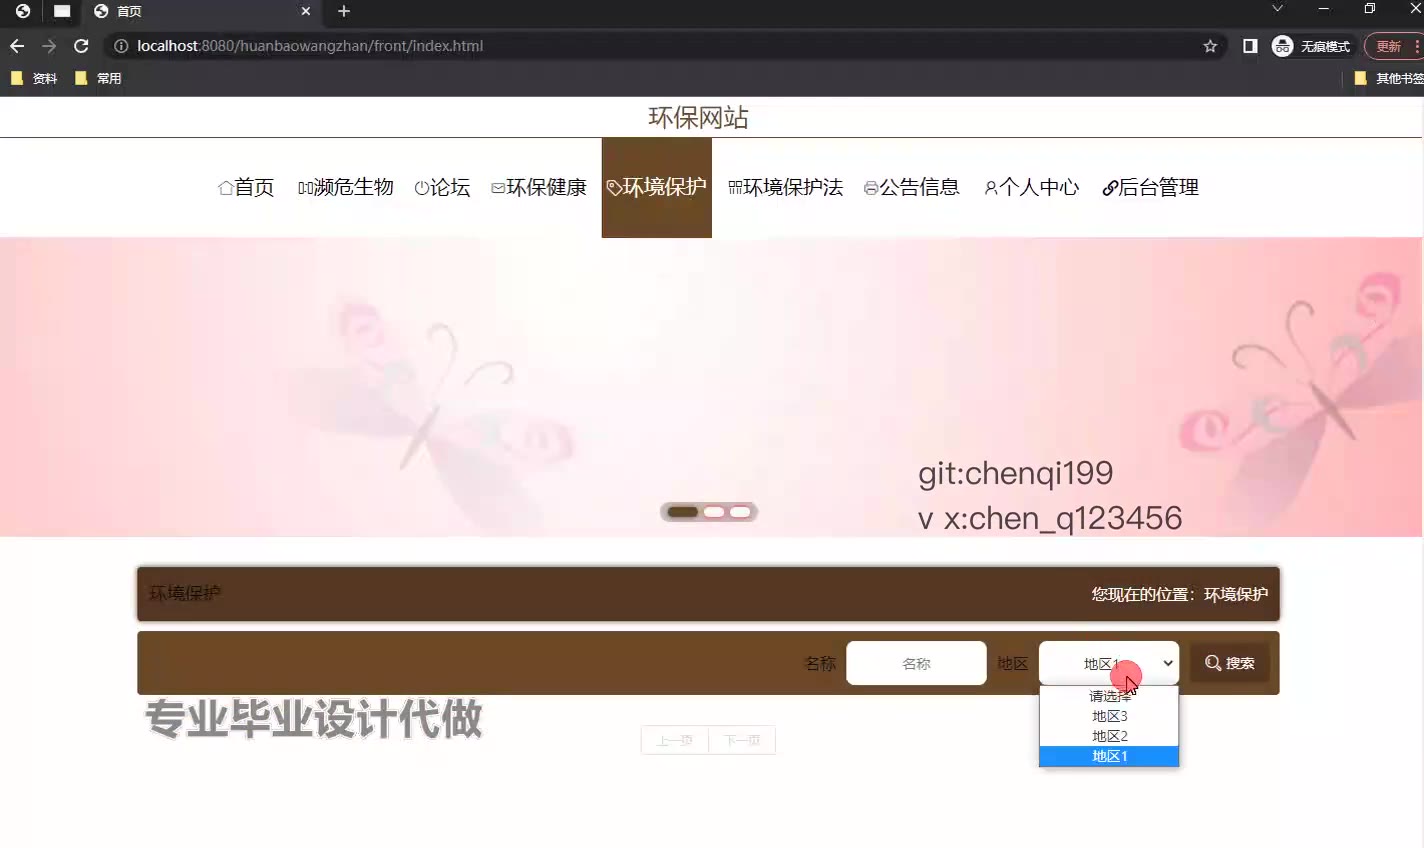 首页
localhost:8080/huanbaowangzhan/front/index.html
无痕模式
更新
资料
常用
其他书签
环保网站
首页
濒危生物
论坛
环保健康
环境保护
环境保护法
公告信息
个人中心
后台管理
git:chenqi199
v x:chen_q123456
环境保护
您现在的位置：环境保护
名称
名称
地区
地区1
搜索
请选择
地区3
地区2
地区1
专业毕业设计代做
上一页
下一页